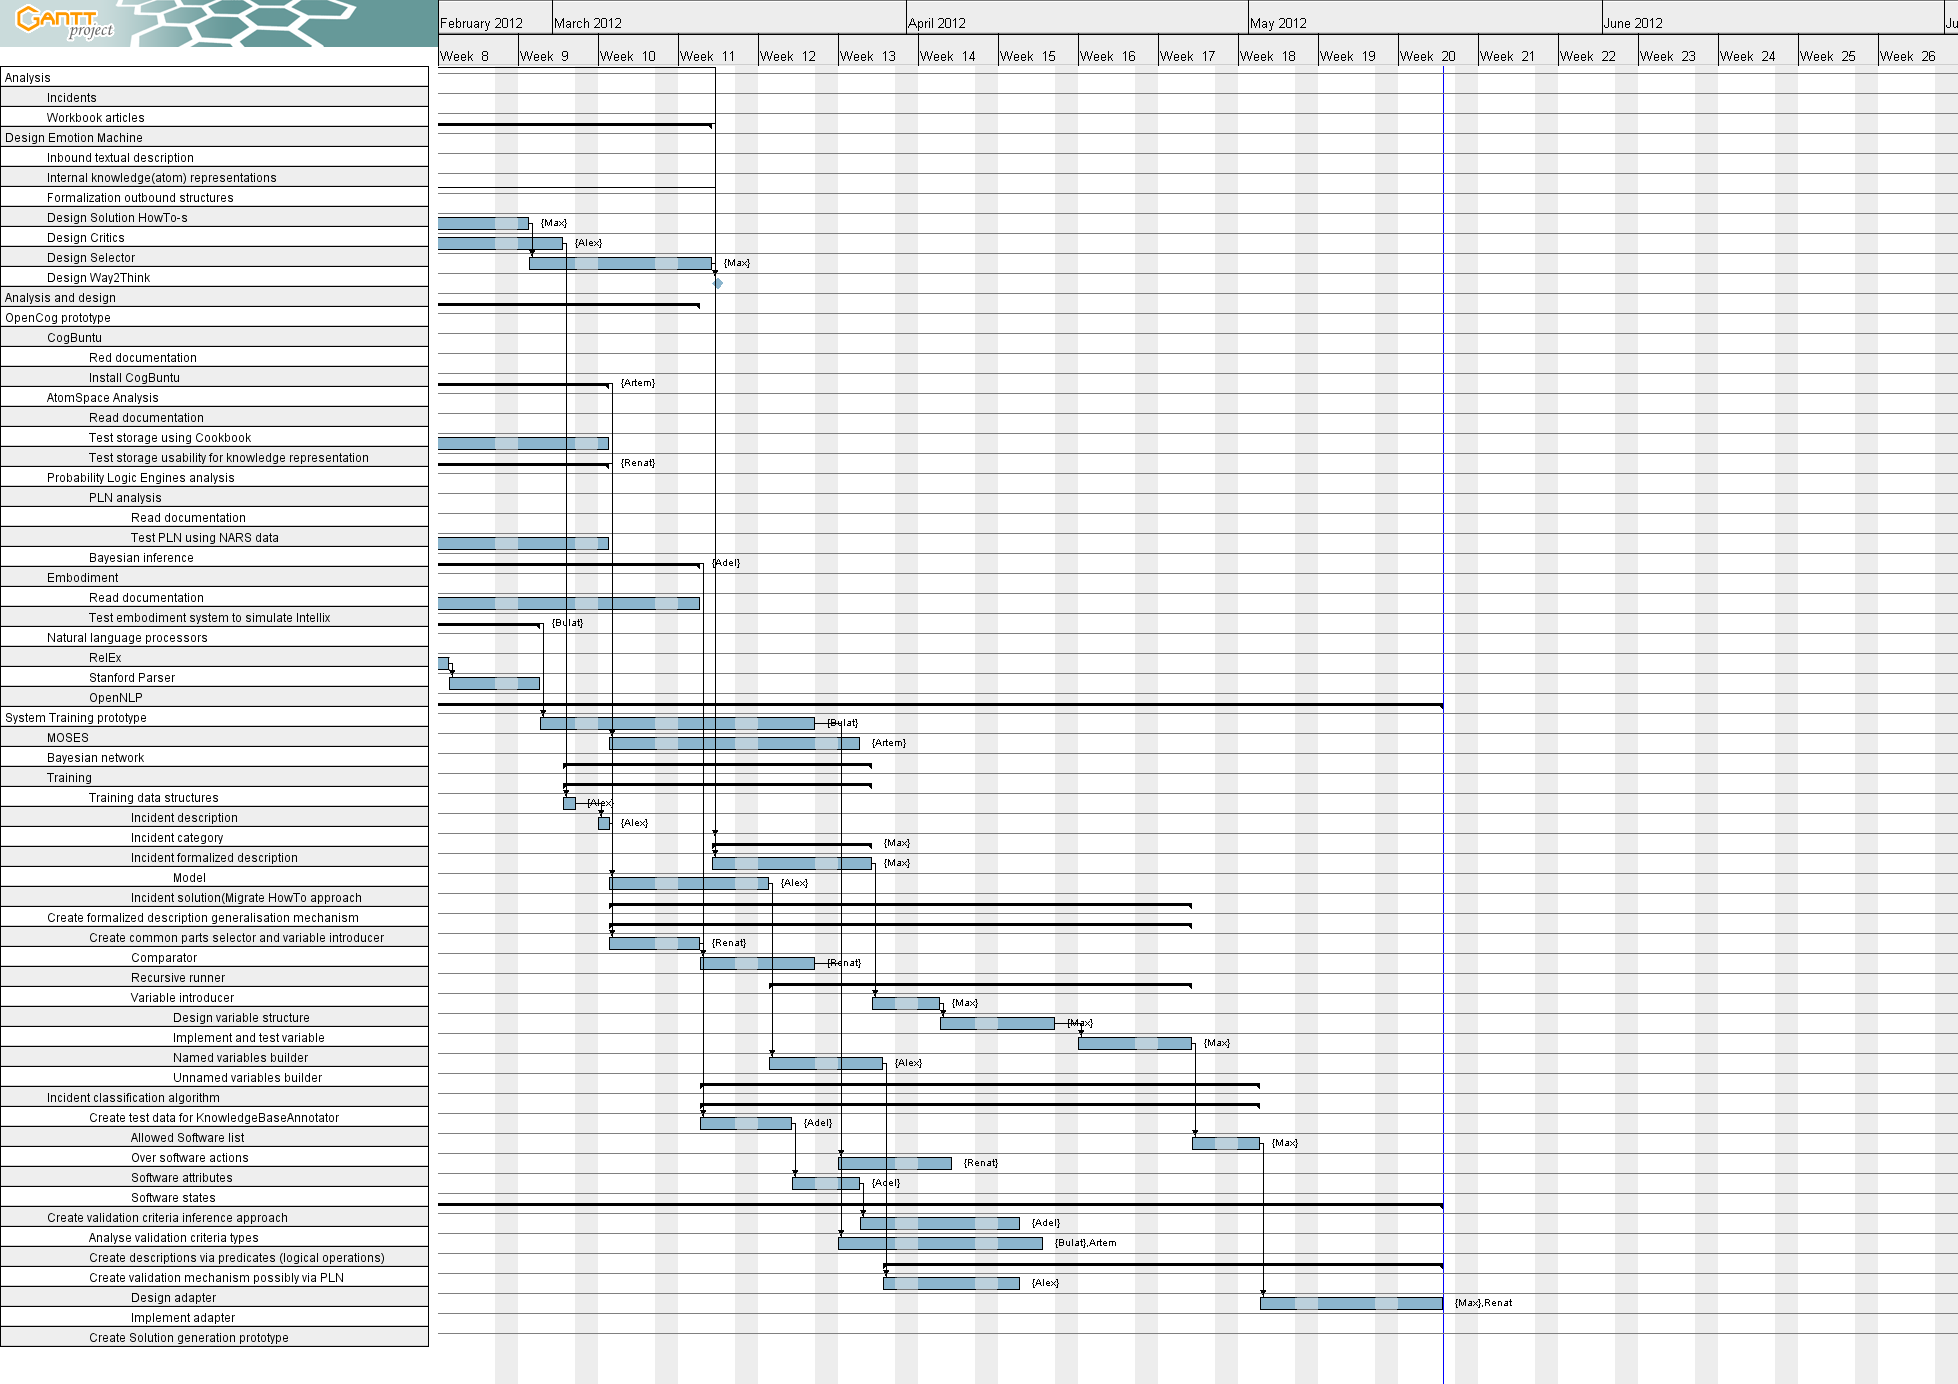 GANTT
project
February 2012 March 2012 April 2012 May 2012 June 2012 Ju
Week 8 Week 9 Week 10 Week 11 Week 12 Week 13 Week 14 Week 15 Week 16 Week 17 Week 18 Week 19 Week 20 Week 21 Week 22 Week 23 Week 24 Week 25 Week 26
Analysis
Incidents
Workbook articles
Design Emotion Machine
Inbound textual description
Internal knowledge(atom) representations
Formalization outbound structures
Design Solution HowTo-s {Max}
Design Critics {Alex}
Design Selector {Max}
Design Way2Think
Analysis and design
OpenCog prototype
CogBuntu
Red documentation
Install CogBuntu {Artem}
AtomSpace Analysis
Read documentation
Test storage using Cookbook
Test storage usability for knowledge representation {Renat}
Probability Logic Engines analysis
PLN analysis
Read documentation
Test PLN using NARS data
Bayesian inference {Adel}
Embodiment
Read documentation
Test embodiment system to simulate Intellix {Bulat}
Natural language processors
RelEx
Stanford Parser
OpenNLP
System Training prototype {Bulat}
MOSES {Artem}
Bayesian network
Training
Training data structures {Alex}
Incident description {Alex}
Incident category {Max}
Incident formalized description {Max}
Model {Alex}
Incident solution(Migrate HowTo approach
Create formalized description generalisation mechanism
Create common parts selector and variable introducer {Renat}
Comparator {Renat}
Recursive runner
Variable introducer {Max}
Design variable structure {Max}
Implement and test variable {Max}
Named variables builder {Alex}
Unnamed variables builder
Incident classification algorithm
Create test data for KnowledgeBaseAnnotator {Adel}
Allowed Software list {Max}
Over software actions {Renat}
Software attributes {Adel}
Software states
Create validation criteria inference approach {Adel}
Analyse validation criteria types {Bulat},Artem
Create descriptions via predicates (logical operations)
Create validation mechanism possibly via PLN {Alex}
Design adapter {Max},Renat
Implement adapter
Create Solution generation prototype